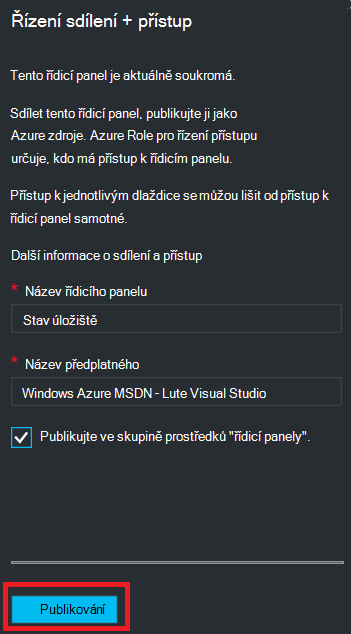 Řízení sdílení + přístup
Tento řídicí panel je aktuálně soukromá.
Sdílet tento řídicí panel, publikujte ji jako
Azure zdroje. Azure Role pro řízení přístupu
určuje, kdo má přístup k řídicím panelu.
Přístup k jednotlivým dlaždice se můžou lišit od přístup k
řídicí panel samotné.
Další informace o sdílení a přístup
* Název řídicího panelu
Stav úložiště
* Název předplatného
Windows Azure MSDN - Lute Visual Studio
Publikujte ve skupině prostředků "řídicí panely".
Publikování